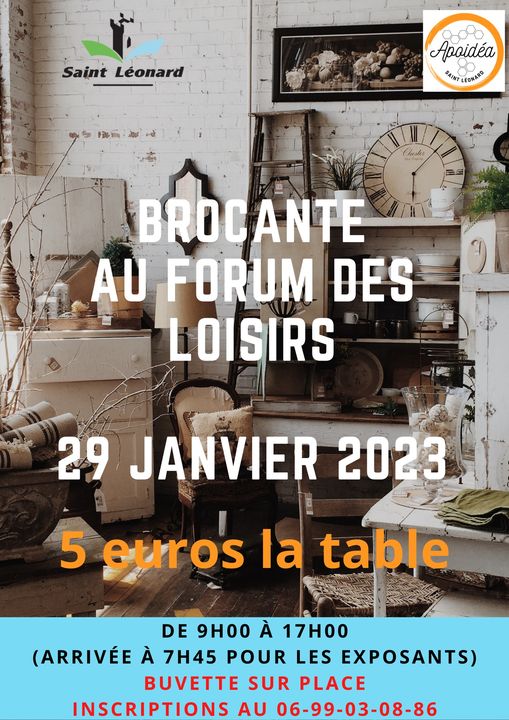 Saint Léonard
Apoidéa
SAINT LÉONARD
Chester
BROCANTE
AU FORUM DES
LOISIRS
29 JANVIER 2023
5 euros la table
DE 9H00 À 17H00
(ARRIVÉE À 7H45 POUR LES EXPOSANTS)
BUVETTE SUR PLACE
INSCRIPTIONS AU 06-99-03-08-86